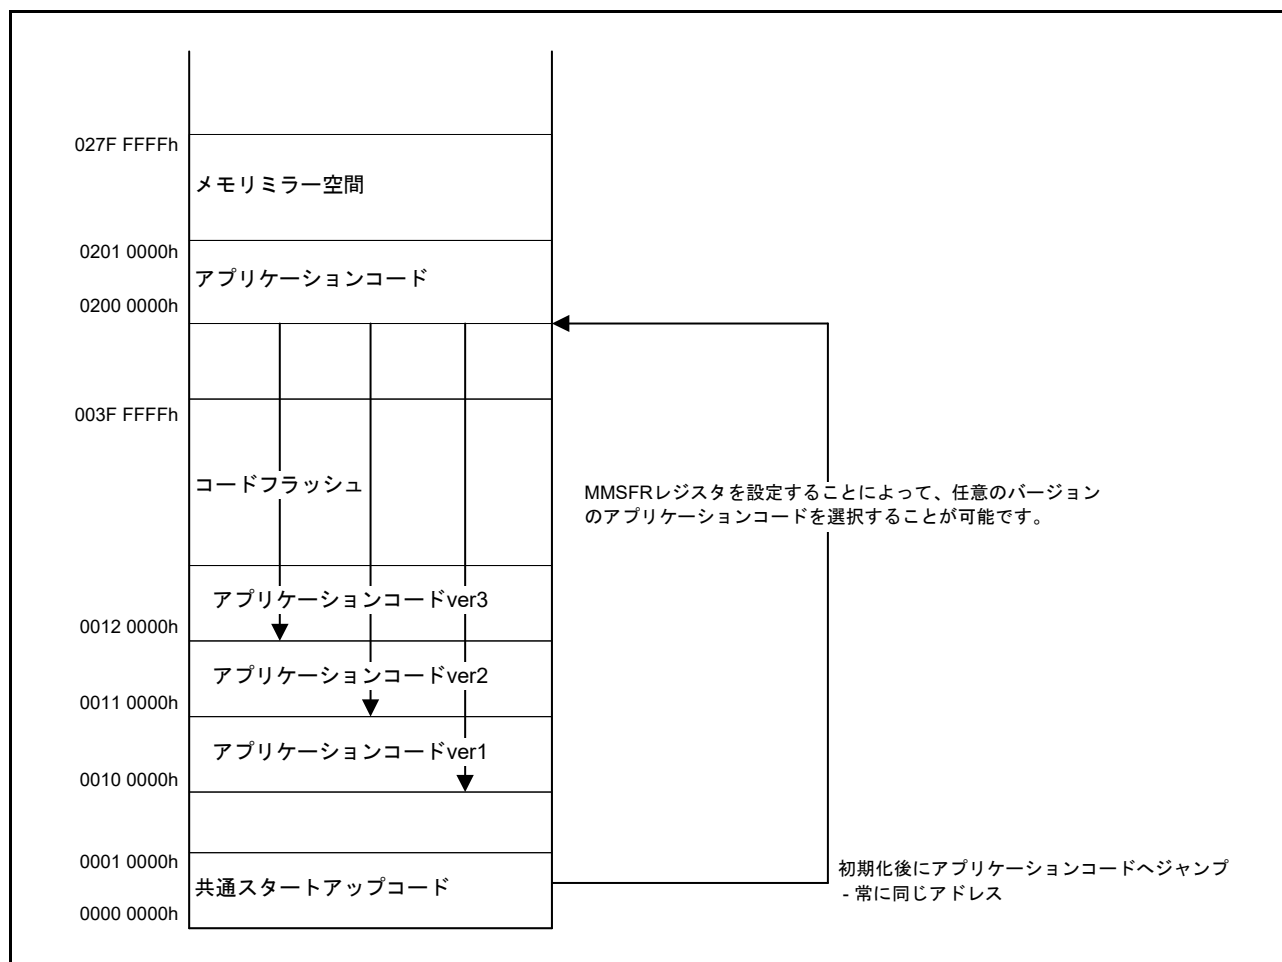 027F FFFFh
メモリミラー空間
0201 0000h
アプリケーションコード
0200 0000h
003F FFFFh
コードフラッシュ
MMSFRレジスタを設定することによって、任意のバージョン
のアプリケーションコードを選択することが可能です。
アプリケーションコードver3
0012 0000h
アプリケーションコードver2
0011 0000h
アプリケーションコードver1
0010 0000h
0001 0000h
共通スタートアップコード
0000 0000h
初期化後にアプリケーションコードへジャンプ
- 常に同じアドレス